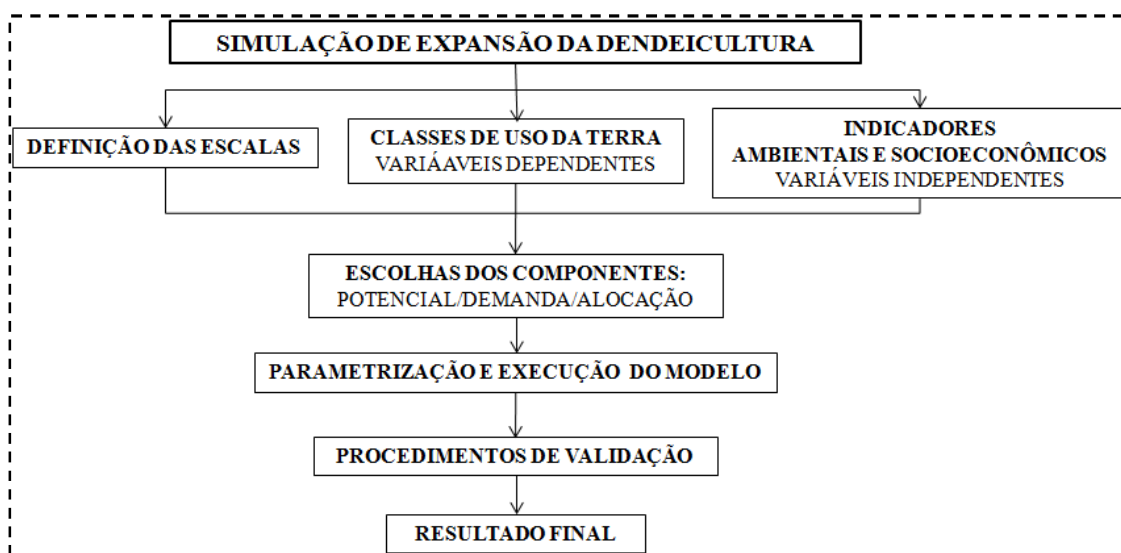 SIMULAÇÃO DE EXPANSÃO DA DENDEICULTURA
DEFINIÇÃO DAS ESCALAS
CLASSES DE USO DA TERRA
VARIÁAVEIS DEPENDENTES
INDICADORES
AMBIENTAIS E SOCIOECONÔMICOS
VARIÁVEIS INDEPENDENTES
ESCOLHAS DOS COMPONENTES:
POTENCIAL/DEMANDA/ALOCAÇÃO
PARAMETRIZAÇÃO E EXECUÇÃO DO MODELO
PROCEDIMENTOS DE VALIDAÇÃO
RESULTADO FINAL